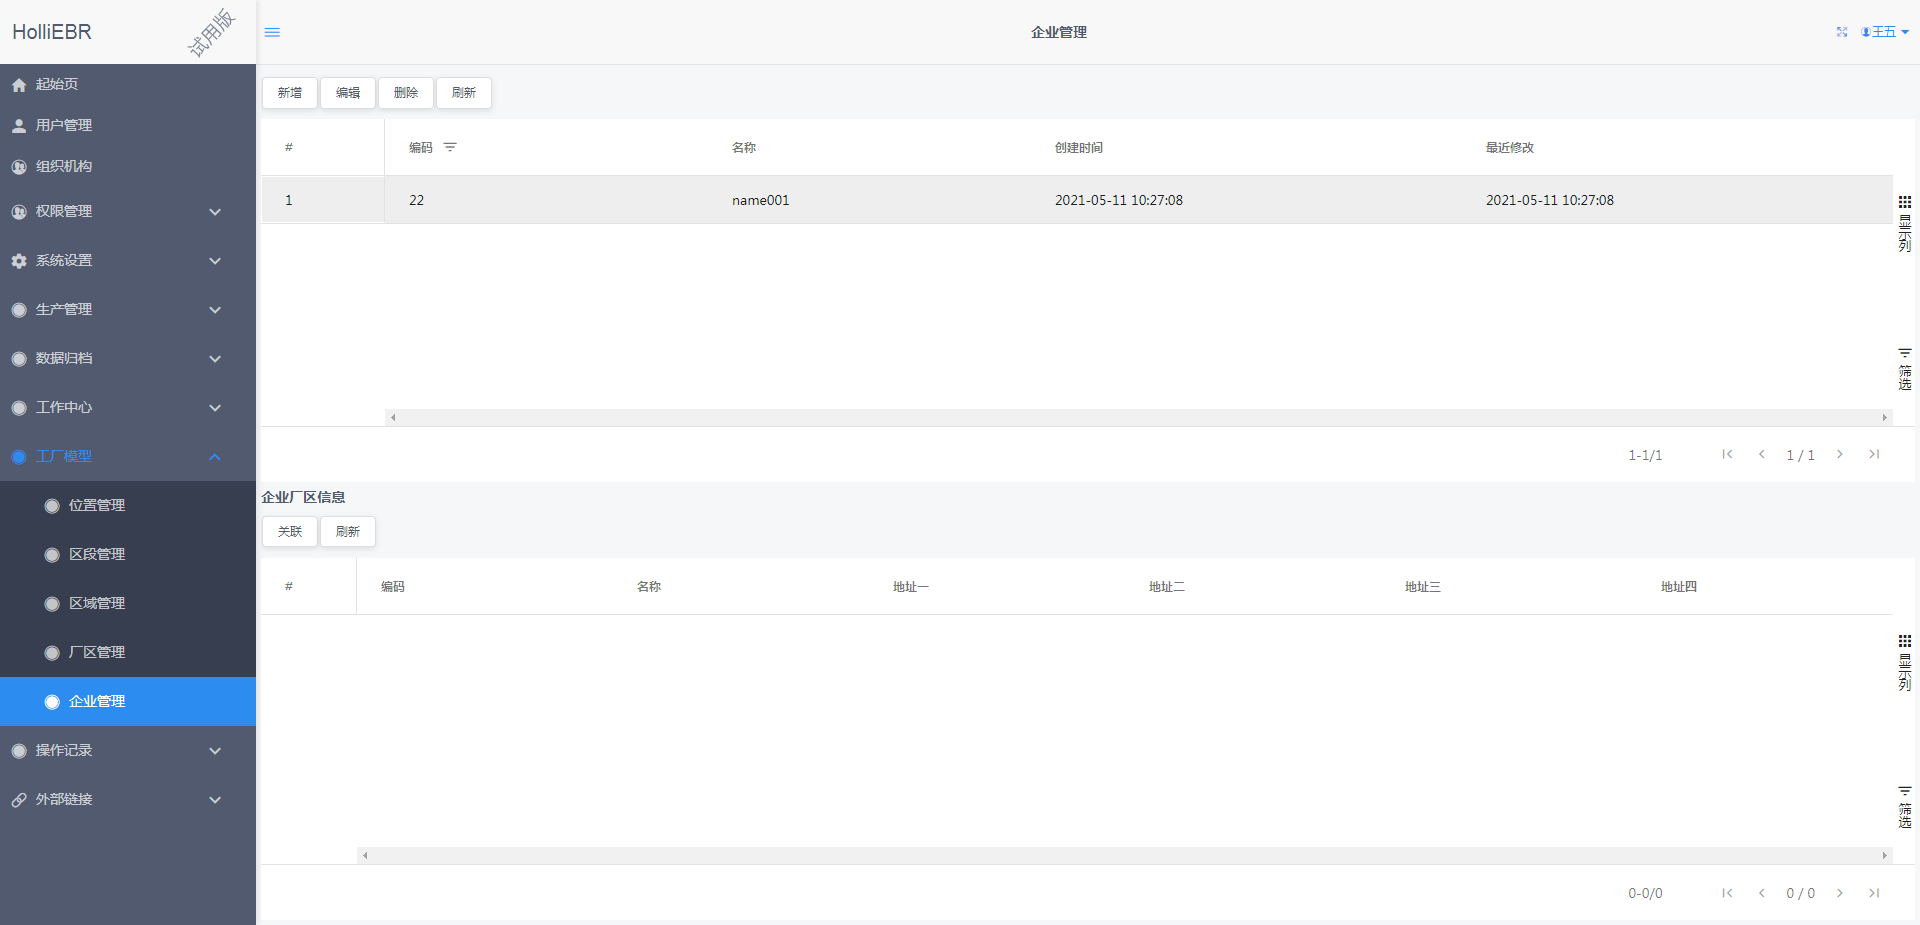 HolliEBR
试用版
企业管理
王五
起始页
用户管理
组织机构
权限管理
系统设置
生产管理
数据归档
工作中心
工厂模型
位置管理
区段管理
区域管理
厂区管理
企业管理
操作记录
外部链接
新增 编辑 删除 刷新
# 编码 名称 创建时间 最近修改
1 22 name001 2021-05-11 10:27:08 2021-05-11 10:27:08
显示列
筛选
1-1/1 1 / 1
企业厂区信息
关联 刷新
# 编码 名称 地址一 地址二 地址三 地址四
显示列
筛选
0-0/0 0 / 0